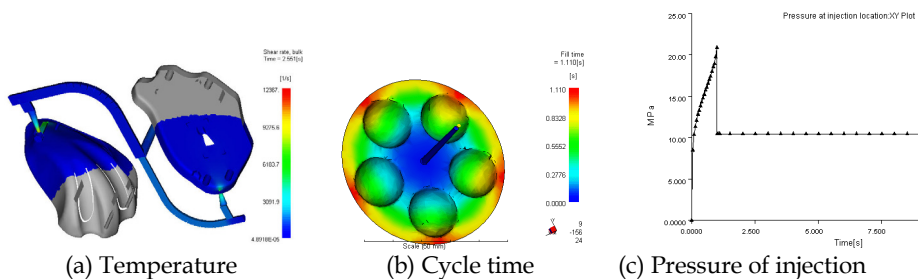 Shear rate, bulk
Time = 2.551[s]
[1/s]
12367.
9275.6
6183.7
3091.9
4.8918E-05
(a) Temperature
Fill time
= 1.110[s]
[s]
1.110
0.8328
0.5552
0.2776
0.0000
Scale (50 mm)
9
-156
24
(b) Cycle time
Pressure at injection location:XY Plot
25.00
20.00
15.00
10.00
5.000
0.0000
MPa
0.0000
2.500
5.000
7.500
Time[s]
(c) Pressure of injection